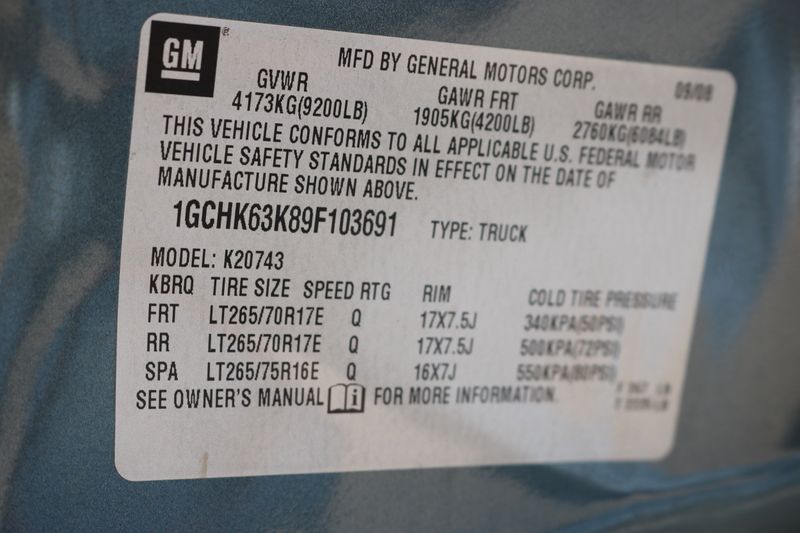 GM
MFD BY GENERAL MOTORS CORP. 09/08
GVWR GAWR FRT GAWR RR
4173KG(9200LB) 1905KG(4200LB) 2760KG(6084LB)
THIS VEHICLE CONFORMS TO ALL APPLICABLE U.S. FEDERAL MOTOR
VEHICLE SAFETY STANDARDS IN EFFECT ON THE DATE OF
MANUFACTURE SHOWN ABOVE.
1GCHK63K89F103691 TYPE: TRUCK
MODEL: K20743
KBRQ TIRE SIZE SPEED RTG RIM COLD TIRE PRESSURE
FRT LT265/70R17E Q 17X7.5J 340KPA(50PSI)
RR LT265/70R17E Q 17X7.5J 500KPA(72PSI)
SPA LT265/75R16E Q 16X7J 550KPA(80PSI)
SEE OWNER'S MANUAL i FOR MORE INFORMATION.